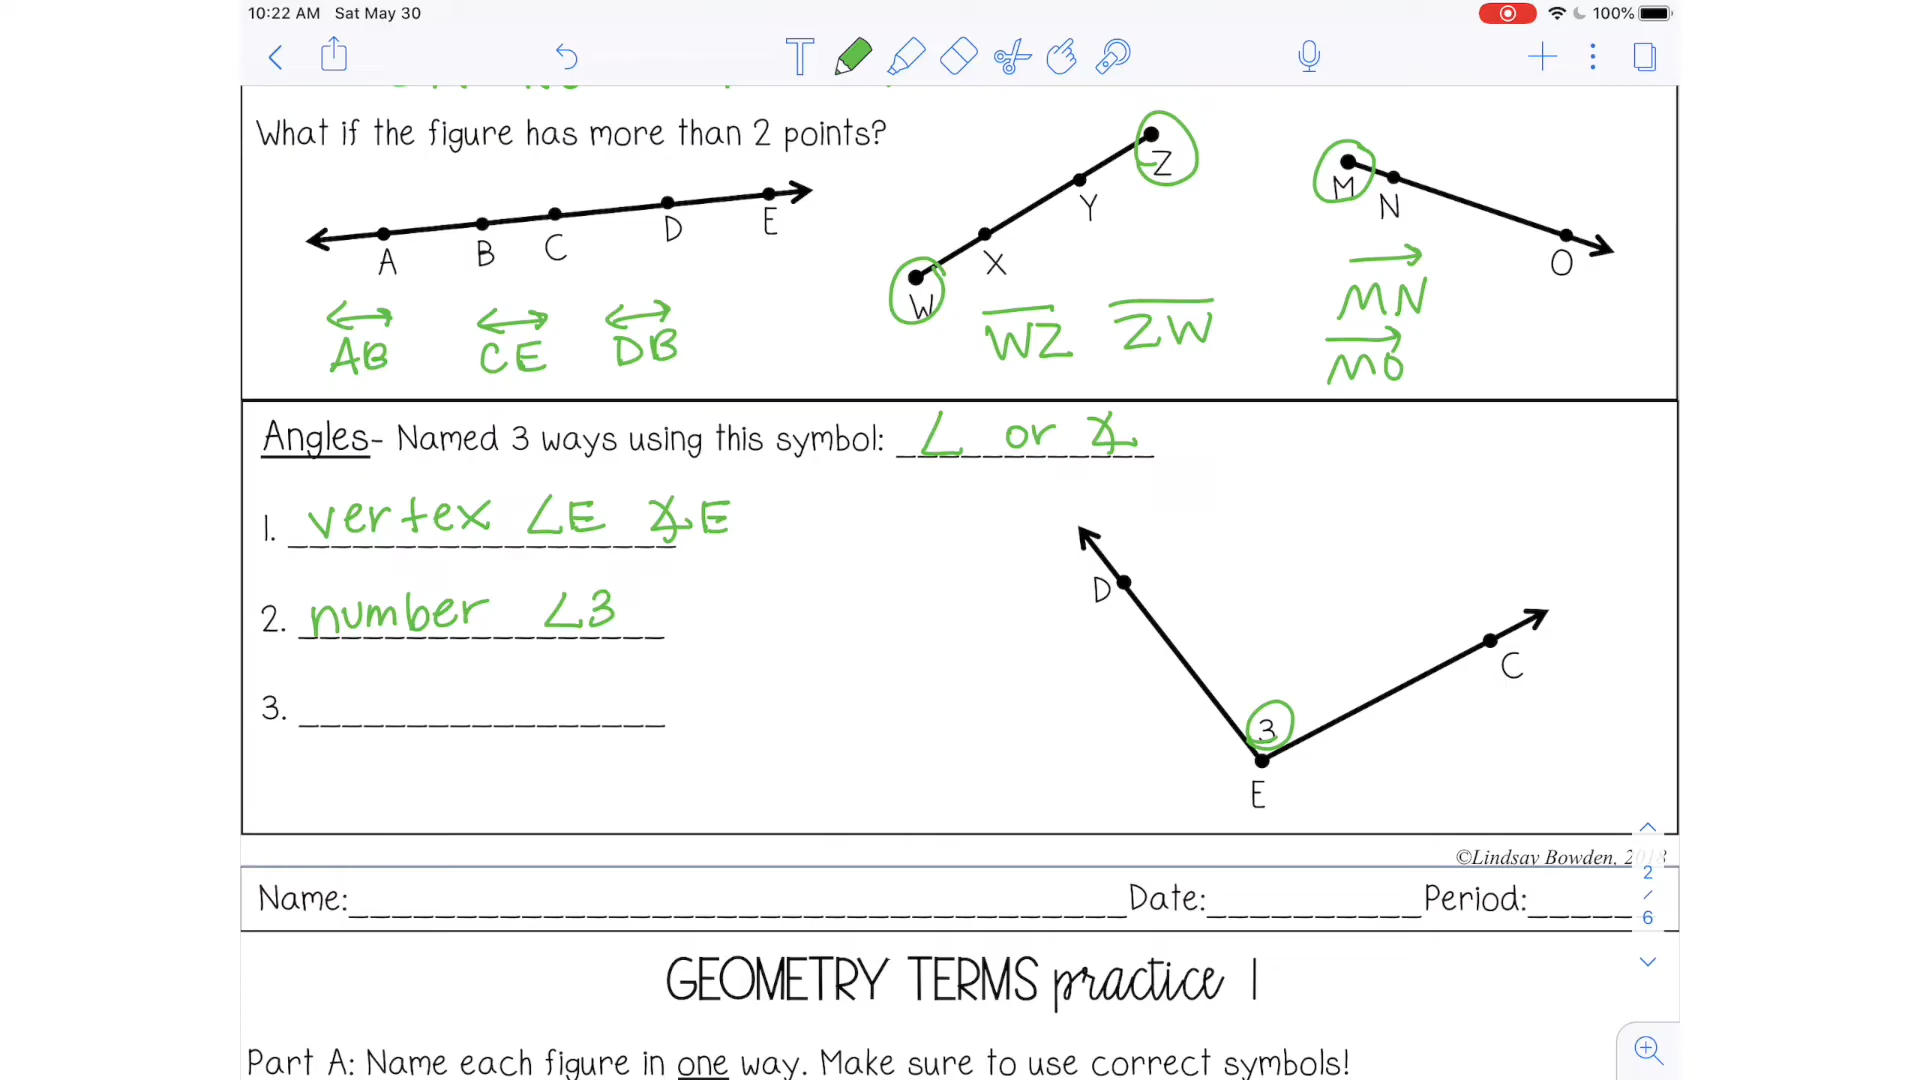 10:22 AM Sat May 30
100%
What if the figure has more than 2 points?
A B C D E
W X Y Z
M N O
AB CE DB
WZ ZW
MN
MO
Angles- Named 3 ways using this symbol: ∠ or ∡
1. vertex ∠E ∡E
2. number ∠3
3.
D
C
3
E
©Lindsay Bowden, 2018
2
/
6
Name: Date: Period:
GEOMETRY TERMS practice 1
Part A: Name each figure in one way. Make sure to use correct symbols!